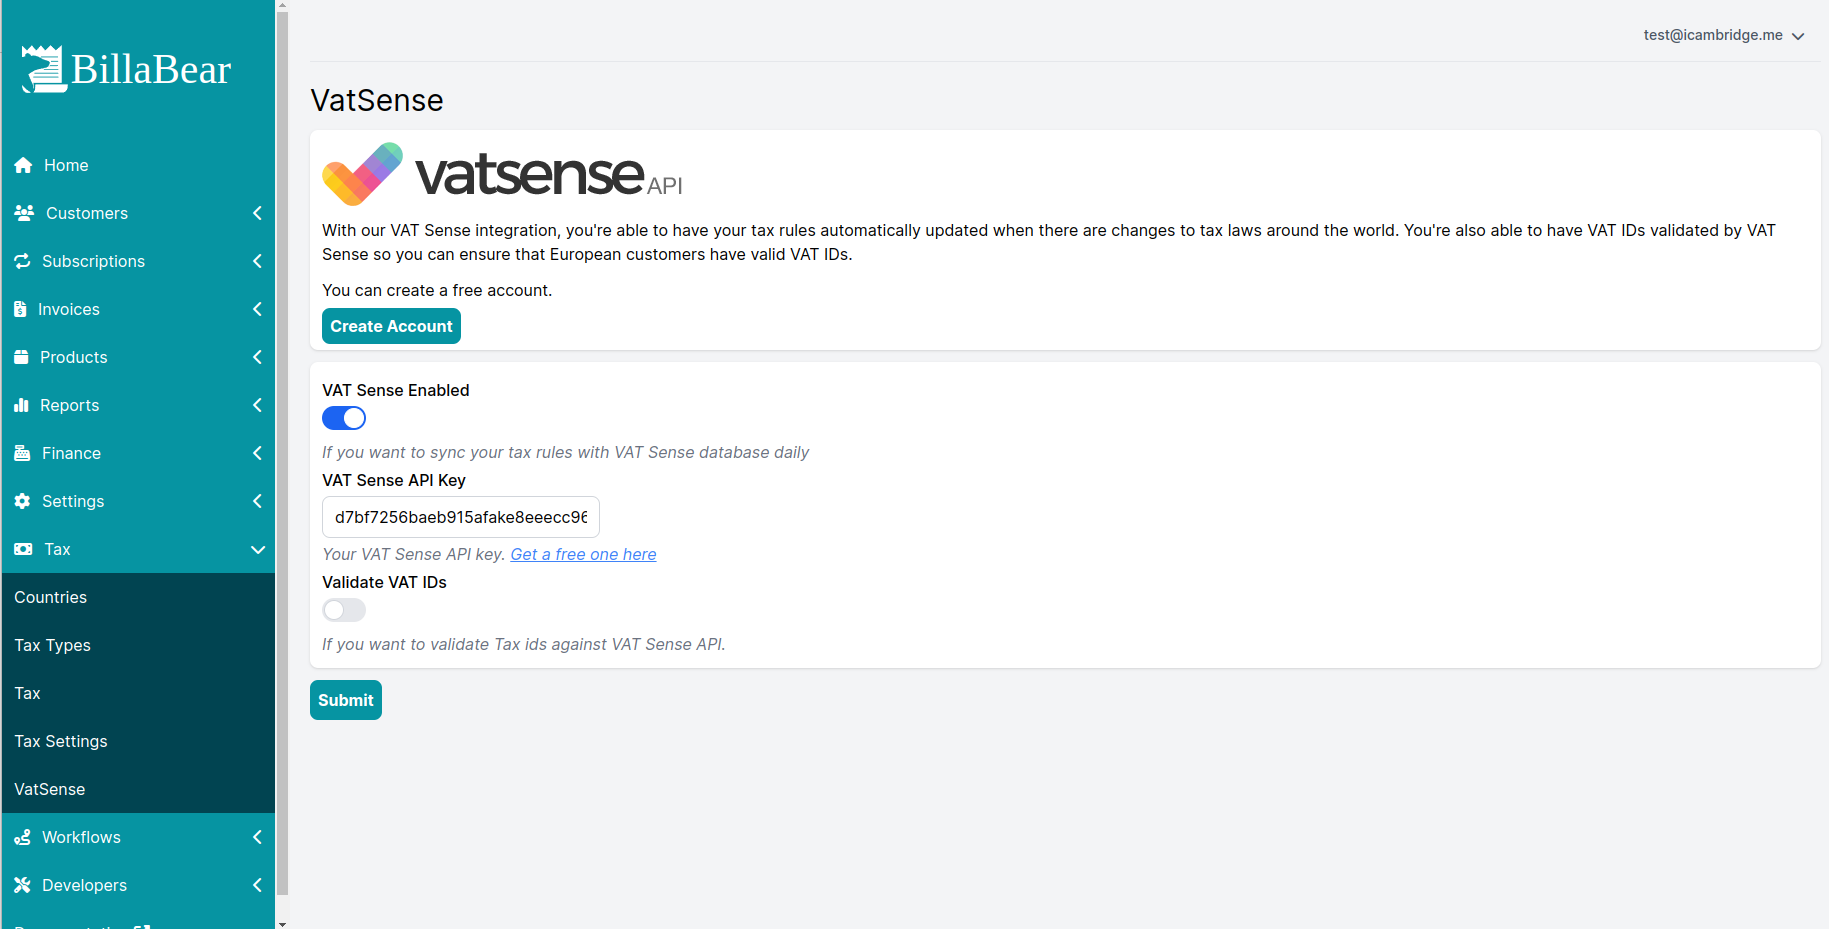 BillaBear
Home
Customers
Subscriptions
Invoices
Products
Reports
Finance
Settings
Tax
Countries
Tax Types
Tax
Tax Settings
VatSense
Workflows
Developers
test@icambridge.me
VatSense
vatsense API
With our VAT Sense integration, you're able to have your tax rules automatically updated when there are changes to tax laws around the world. You're also able to have VAT IDs validated by VAT
Sense so you can ensure that European customers have valid VAT IDs.
You can create a free account.
Create Account
VAT Sense Enabled
If you want to sync your tax rules with VAT Sense database daily
VAT Sense API Key
d7bf7256baeb915afake8eeecc96
Your VAT Sense API key. Get a free one here
Validate VAT IDs
If you want to validate Tax ids against VAT Sense API.
Submit